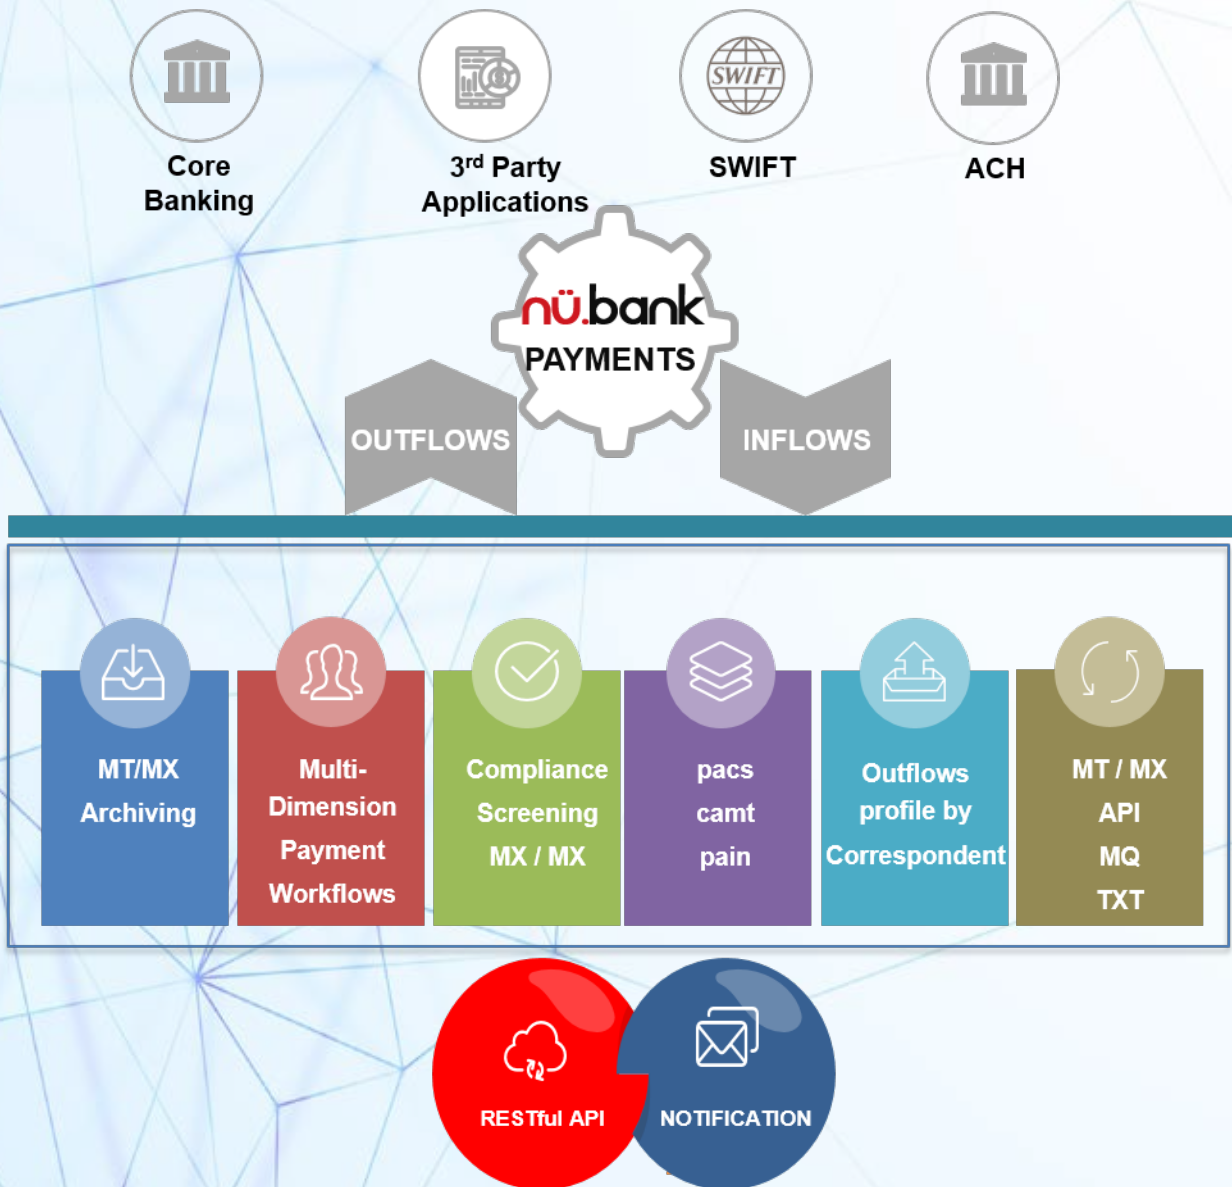 Core
Banking
3rd Party
Applications
SWIFT
SWIFT
ACH
nü.bank
PAYMENTS
OUTFLOWS
INFLOWS
MT/MX
Archiving
Multi-
Dimension
Payment
Workflows
Compliance
Screening
MX / MX
pacs
camt
pain
Outflows
profile by
Correspondent
MT / MX
API
MQ
TXT
RESTful API
NOTIFICATION